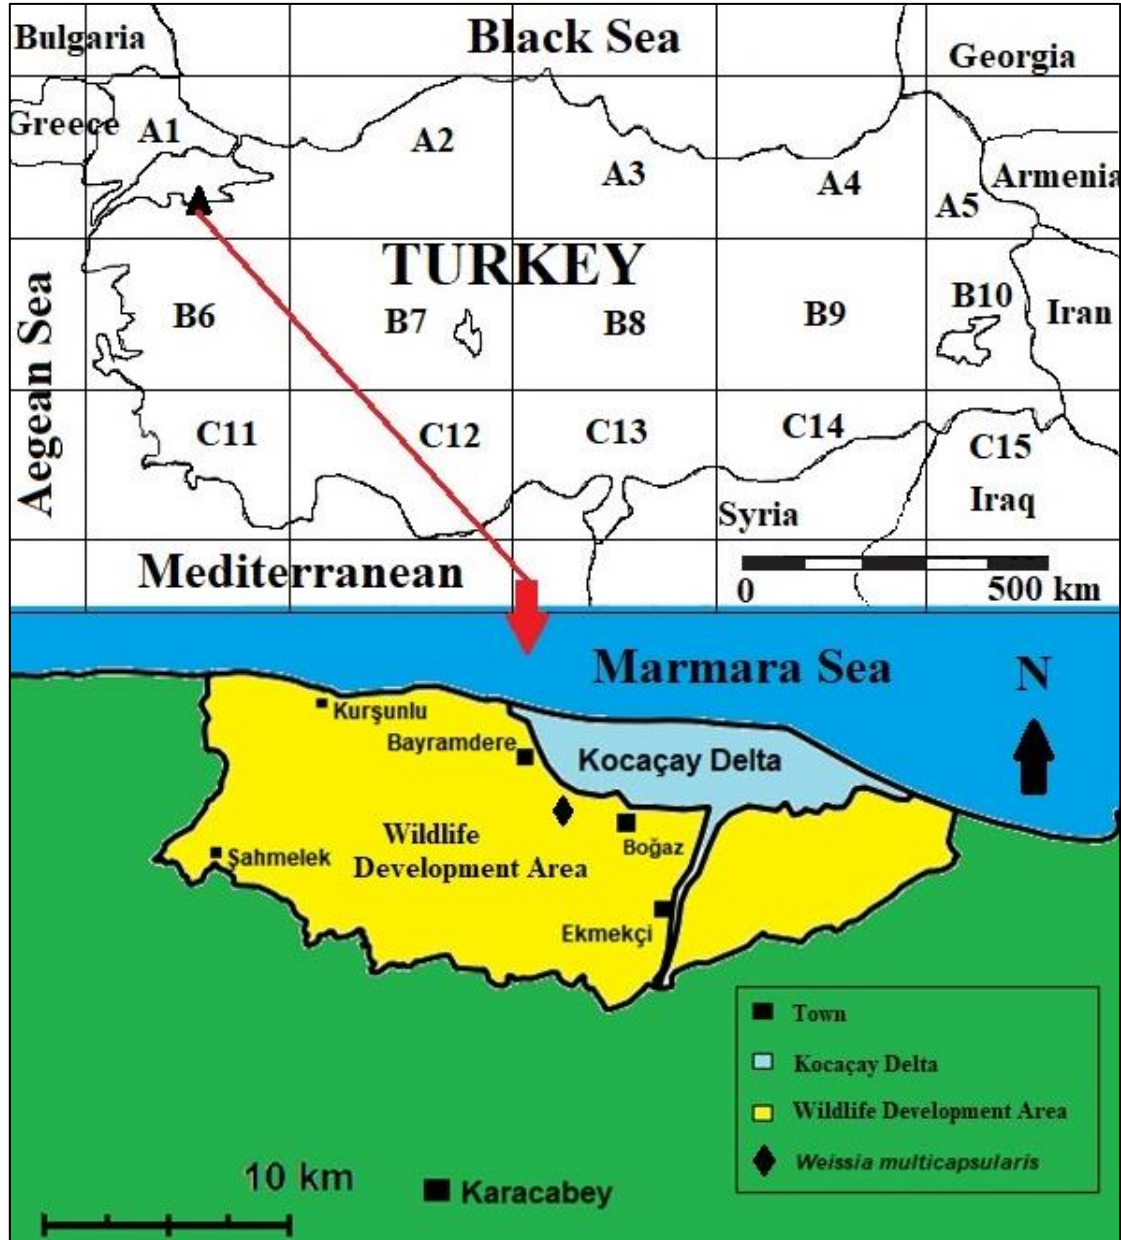 Bulgaria
Black Sea
Georgia
Greece
A1
A2
A3
A4
A5
Armenia
Aegean Sea
TURKEY
B6
B7
B8
B9
B10
Iran
C11
C12
C13
C14
C15
Iraq
Syria
Mediterranean
0
500 km
Marmara Sea
N
Kurşunlu
Bayramdere
Kocaçay Delta
Wildlife
Development Area
Boğaz
Şahmelek
Ekmekçi
Town
Kocaçay Delta
Wildlife Development Area
Weissia multicapsularis
10 km
Karacabey